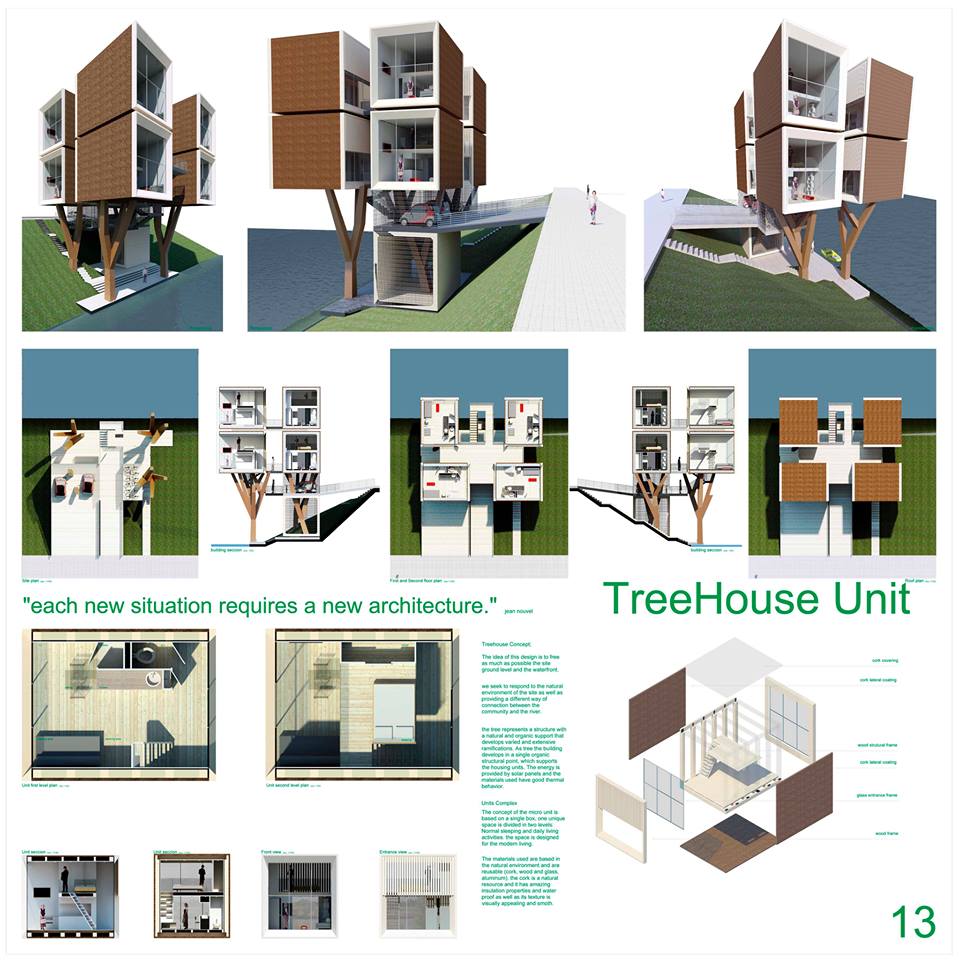 Site plan
building seccion
First and Second floor plan
building seccion
Roof plan
"each new situation requires a new architecture."
jean nouvel
TreeHouse Unit
Treehouse Concept;
The idea of this design is to free
as much as possible the site
ground level and the waterfront.
we seek to respond to the natural
environment of the site as well as
providing a different way of
connection between the
community and the river.
the tree represents a structure with
a natural and organic support that
develops varied and extensive
ramifications. As tree the building
develops in a single organic
structural point, which supports
the housing units. The energy is
provided by solar panels and the
materials used have good thermal
behavior.
Units Complex
The concept of the micro unit is
based on a single box, one unique
space is divided in two levels.
Normal sleeping and daily living
activities. the space is designed
for the modern living.
The materials used are based in
the natural environment and are
reusable (cork, wood and glass,
aluminum). the cork is a natural
resource and it has amazing
insulation properties and water
proof as well as its texture is
visually appealing and smoth.
cork covering
cork lateral coating
wood strutural frame
cork lateral coating
glass entrance frame
wood frame
Unit first level plan
Unit second level plan
Unit seccion
Unit seccion
Front view
Entrance view
13